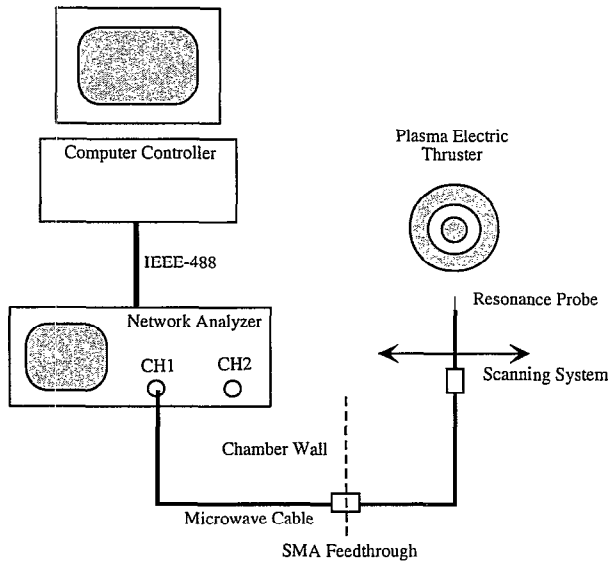 Computer Controller
Plasma Electric
Thruster
IEEE-488
Resonance Probe
Network Analyzer
CH1
CH2
Scanning System
Chamber Wall
Microwave Cable
SMA Feedthrough